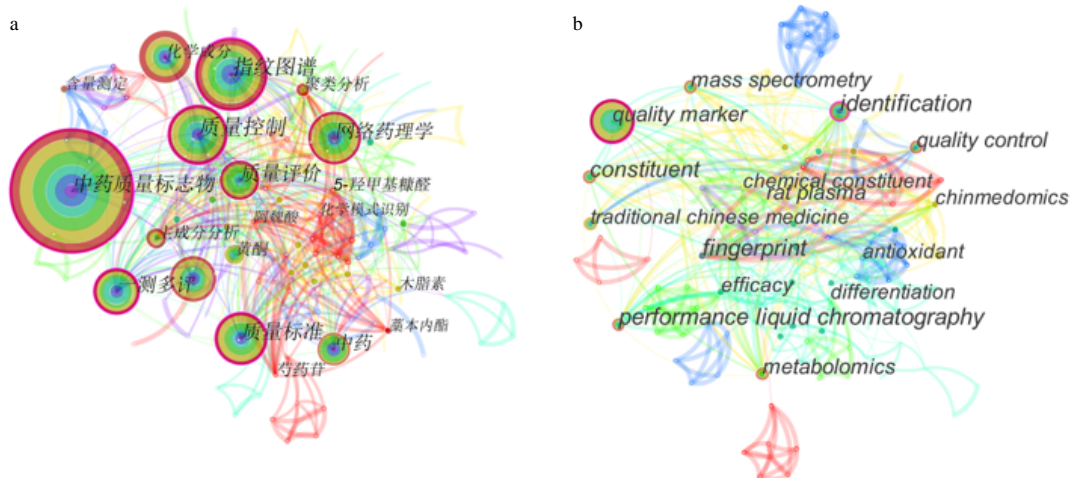 a
化学成分
指纹图谱
含量测定
聚类分析
质量控制
网络药理学
质量评价
中药质量标志物
5-羟甲基糠醛
化学模式识别
阿魏酸
主成分分析
黄酮
一测多评
木脂素
藁本内酯
质量标准
中药
芍药苷
b
mass spectrometry
identification
quality marker
quality control
constituent
chemical constituent
rat plasma
chinmedomics
traditional chinese medicine
fingerprint
antioxidant
efficacy
differentiation
performance liquid chromatography
metabolomics